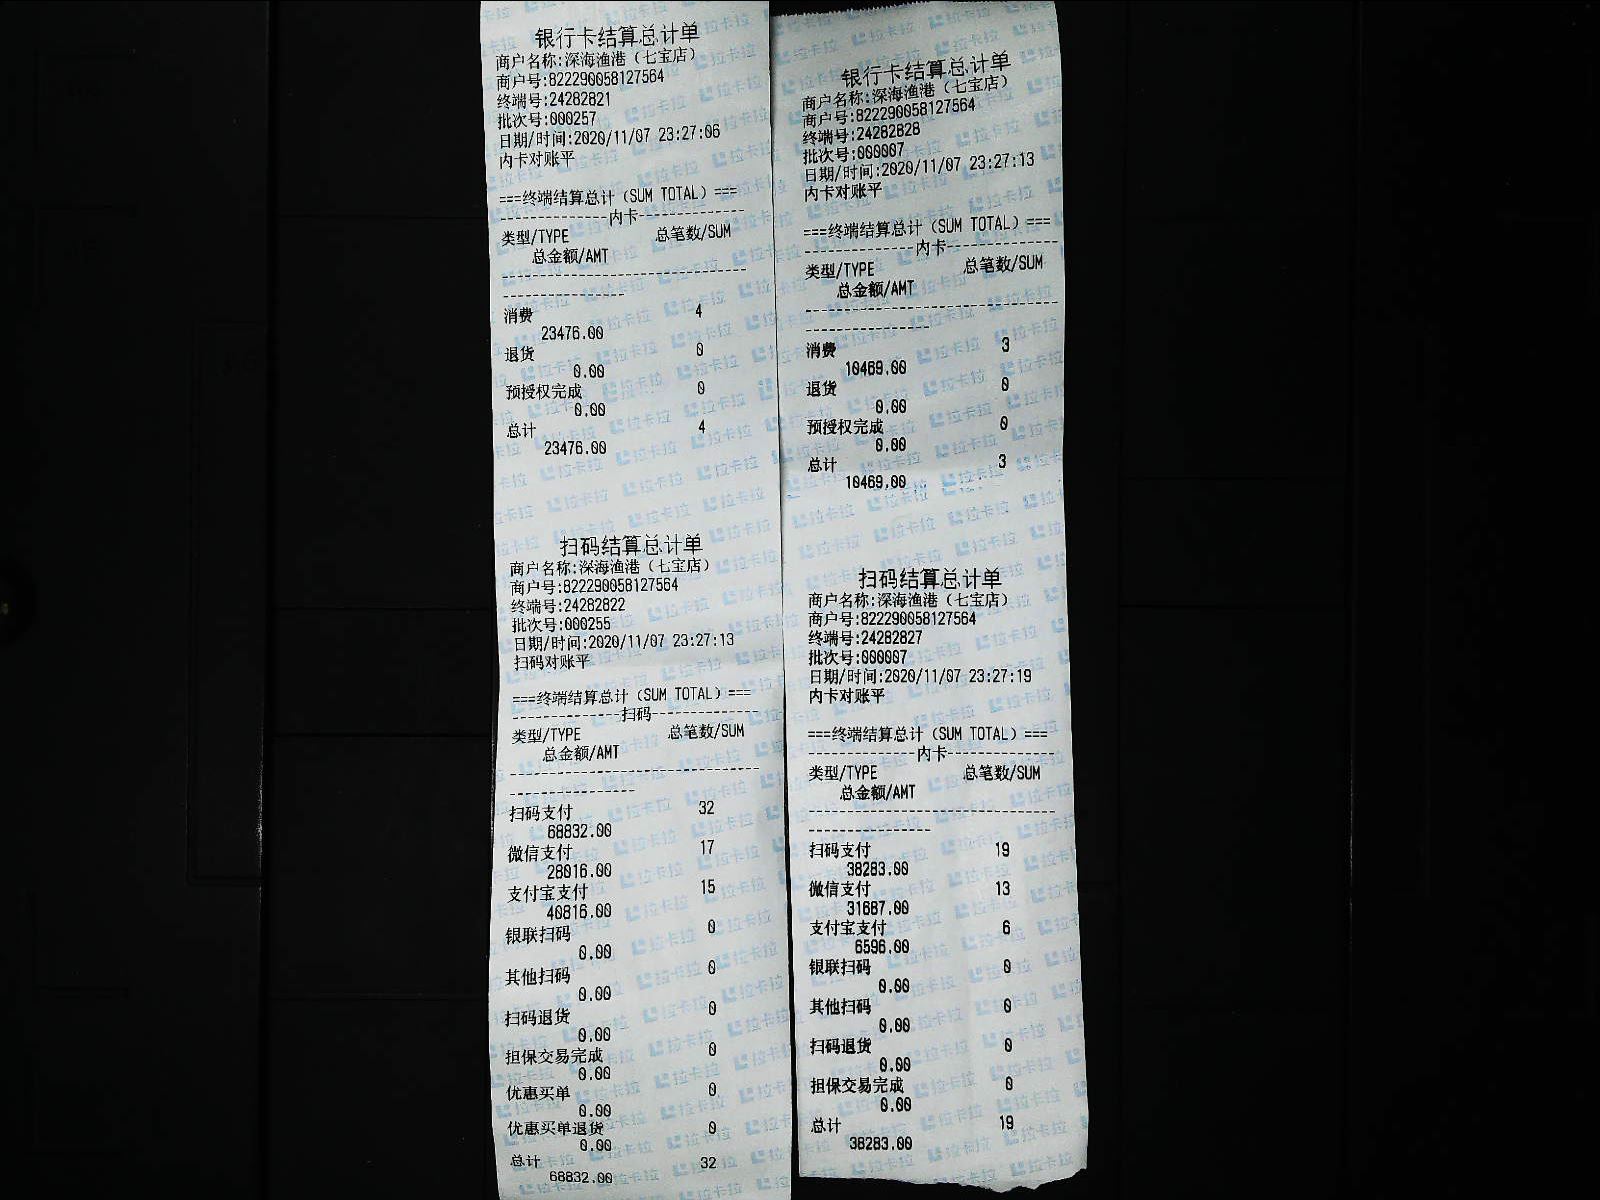 银行卡结算总计单
商户名称:深海渔港（七宝店）
商户号:822290058127564
终端号:24282821
批次号:000257
日期/时间:2020/11/07 23:27:06
内卡对账平
===终端结算总计（SUM TOTAL）===
---------------内卡---------------
类型/TYPE 总笔数/SUM
总金额/AMT
消费 4
23476.00
退货 0
0.00
预授权完成 0
0.00
总计 4
23476.00
扫码结算总计单
商户名称:深海渔港（七宝店）
商户号:822290058127564
终端号:24282822
批次号:000255
日期/时间:2020/11/07 23:27:13
扫码对账平
===终端结算总计（SUM TOTAL）===
---------------扫码---------------
类型/TYPE 总笔数/SUM
总金额/AMT
扫码支付 32
68832.00
微信支付 17
28016.00
支付宝支付 15
40816.00
银联扫码 0
0.00
其他扫码 0
0.00
扫码退货 0
0.00
担保交易完成 0
0.00
优惠买单 0
0.00
优惠买单退货 0
0.00
总计 32
68832.00
银行卡结算总计单
商户名称:深海渔港（七宝店）
商户号:822290058127564
终端号:24282828
批次号:000007
日期/时间:2020/11/07 23:27:13
内卡对账平
===终端结算总计（SUM TOTAL）===
---------------内卡---------------
类型/TYPE 总笔数/SUM
总金额/AMT
消费 3
10469.00
退货 0
0.00
预授权完成 0
0.00
总计 3
10469.00
扫码结算总计单
商户名称:深海渔港（七宝店）
商户号:822290058127564
终端号:24282827
批次号:000007
日期/时间:2020/11/07 23:27:19
内卡对账平
===终端结算总计（SUM TOTAL）===
---------------内卡---------------
类型/TYPE 总笔数/SUM
总金额/AMT
扫码支付 19
38283.00
微信支付 13
31687.00
支付宝支付 6
6596.00
银联扫码 0
0.00
其他扫码 0
0.00
扫码退货 0
0.00
担保交易完成 0
0.00
总计 19
38283.00
拉卡拉